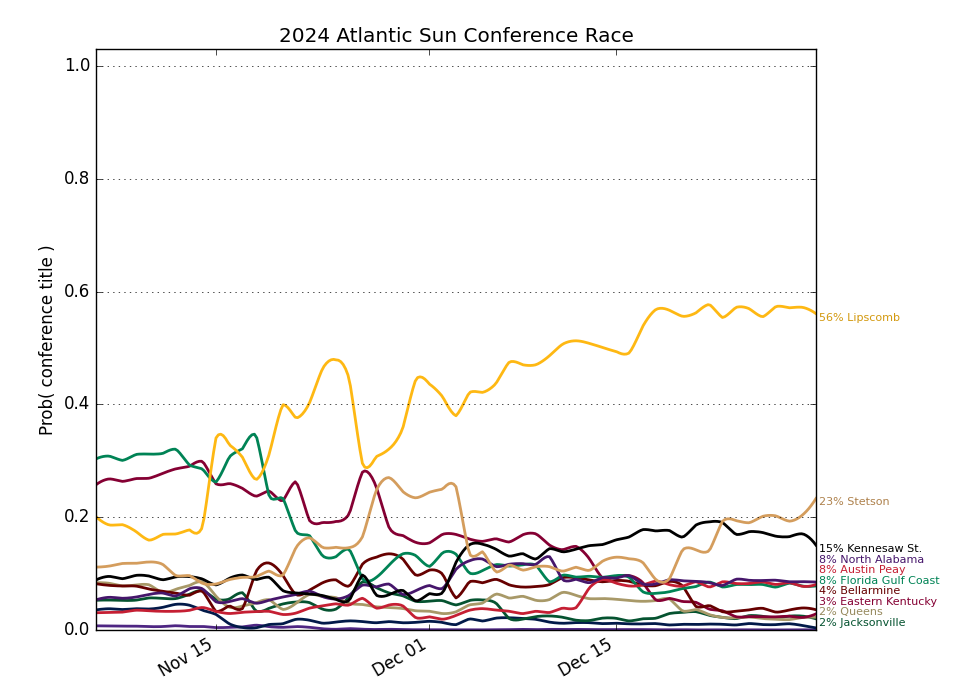 2024 Atlantic Sun Conference Race
Prob( conference title )
1.0
0.8
0.6
0.4
0.2
0.0
Nov 15
Dec 01
Dec 15
56% Lipscomb
23% Stetson
15% Kennesaw St.
8% North Alabama
8% Austin Peay
8% Florida Gulf Coast
4% Bellarmine
3% Eastern Kentucky
2% Queens
2% Jacksonville